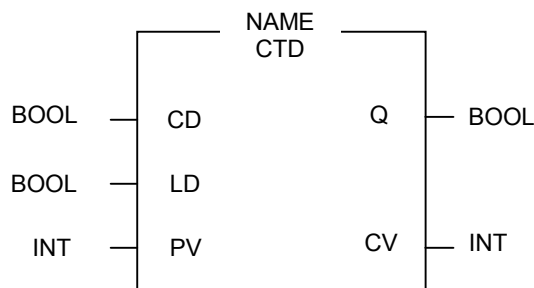 NAME
CTD
BOOL CD Q BOOL
BOOL LD
INT PV CV INT